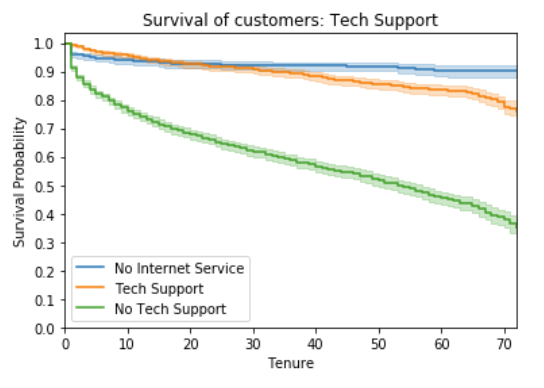 Survival of customers: Tech Support
Survival Probability
1.0
0.9
0.8
0.7
0.6
0.5
0.4
0.3
0.2
0.1
0.0
No Internet Service
Tech Support
No Tech Support
0 10 20 30 40 50 60 70
Tenure